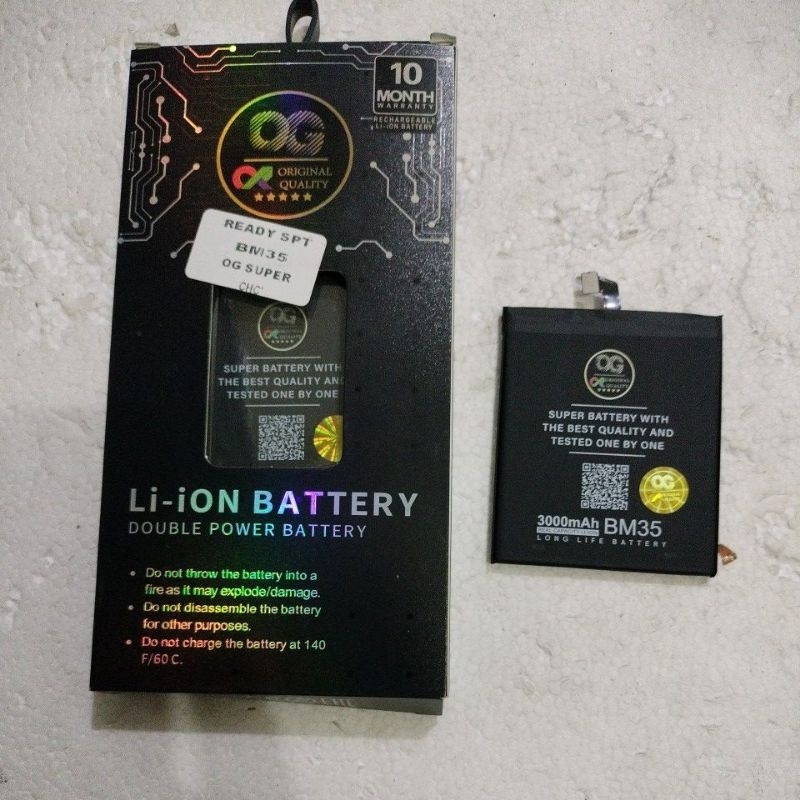 10
MONTH
WARRANTY
RECHARGEABLE
Li-iON BATTERY
OG
ORIGINAL
QUALITY
READY SPT
BM35
OG SUPER
CHC
OG
SUPER BATTERY WITH
THE BEST QUALITY AND
TESTED ONE BY ONE
Li-iON BATTERY
DOUBLE POWER BATTERY
• Do not throw the battery into a
fire as it may explode/damage.
• Do not disassemble the battery
for other purposes.
• Do not charge the battery at 140
F/60 C.
OG
ORIGINAL
QUALITY
SUPER BATTERY WITH
THE BEST QUALITY AND
TESTED ONE BY ONE
OG
3000mAh BM35
LONG LIFE BATTERY